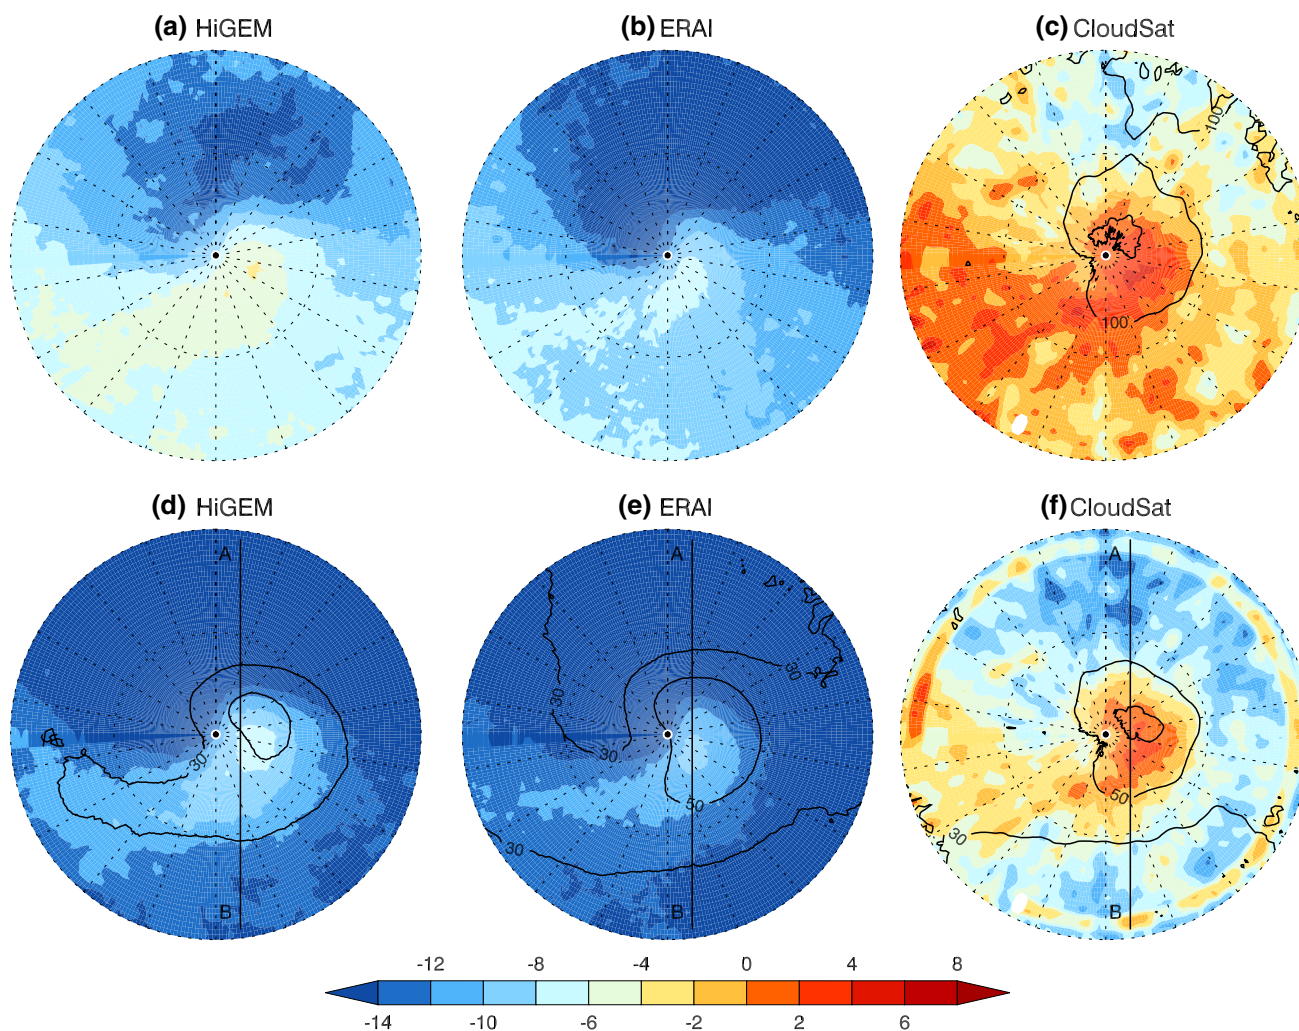 (a) HiGEM
(b) ERAI
(c) CloudSat
100
100
(d) HiGEM
(e) ERAI
(f) CloudSat
A
A
A
30
30
30
30
50
30
50
30
B
B
B
-12 -8 -4 0 4 8
-14 -10 -6 -2 2 6